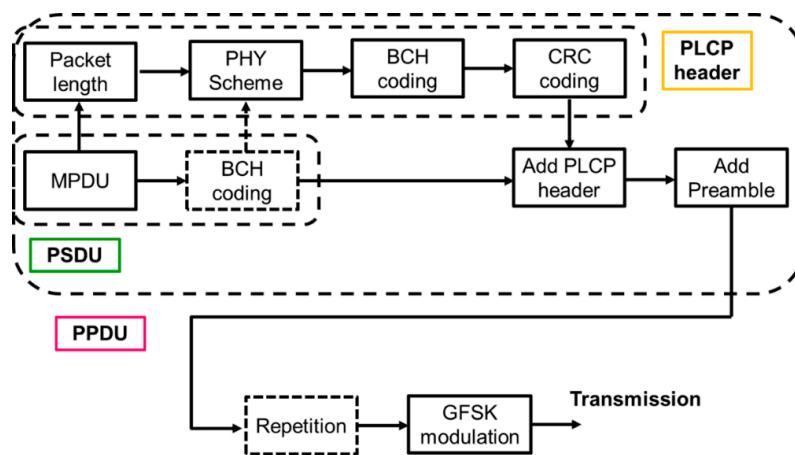 Packet
length
PHY
Scheme
BCH
coding
CRC
coding
PLCP
header
MPDU
BCH
coding
Add PLCP
header
Add
Preamble
PSDU
PPDU
Repetition
GFSK
modulation
Transmission